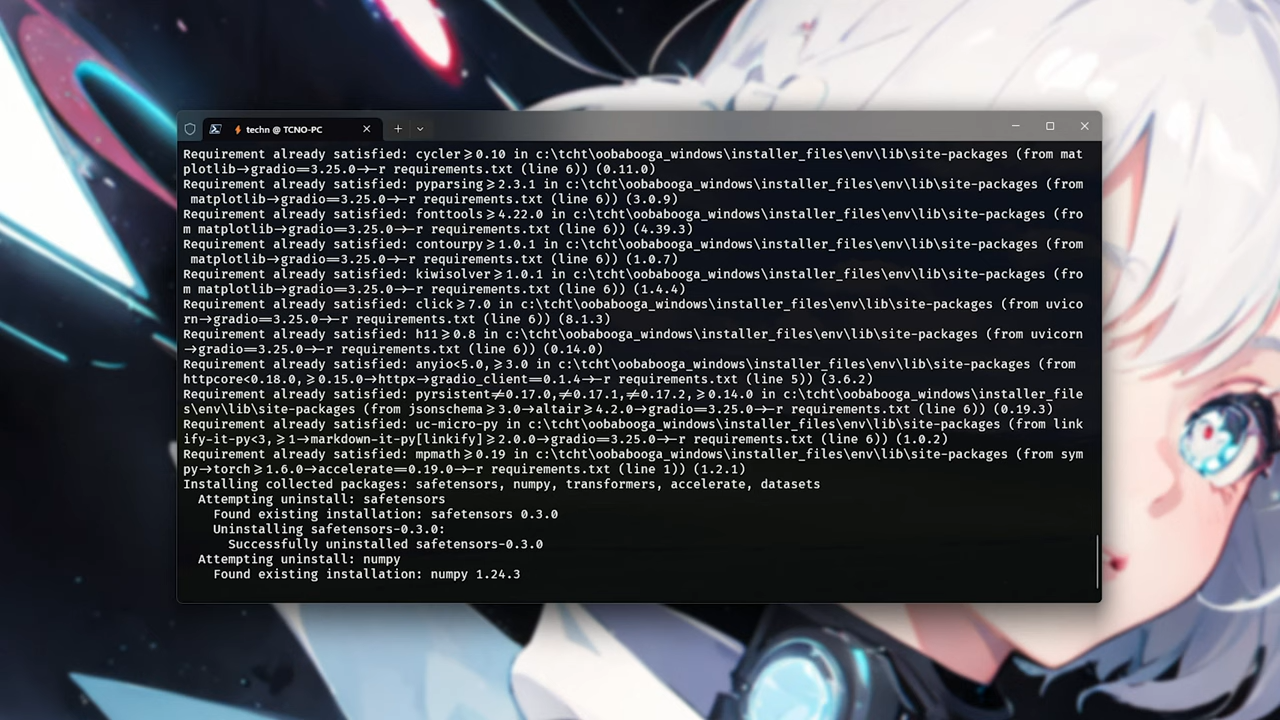 techn @ TCNO-PC
Requirement already satisfied: cycler≥0.10 in c:\tcht\oobabooga_windows\installer_files\env\lib\site-packages (from mat
plotlib→gradio==3.25.0→-r requirements.txt (line 6)) (0.11.0)
Requirement already satisfied: pyparsing≥2.3.1 in c:\tcht\oobabooga_windows\installer_files\env\lib\site-packages (from
matplotlib→gradio==3.25.0→-r requirements.txt (line 6)) (3.0.9)
Requirement already satisfied: fonttools≥4.22.0 in c:\tcht\oobabooga_windows\installer_files\env\lib\site-packages (fro
m matplotlib→gradio==3.25.0→-r requirements.txt (line 6)) (4.39.3)
Requirement already satisfied: contourpy≥1.0.1 in c:\tcht\oobabooga_windows\installer_files\env\lib\site-packages (from
matplotlib→gradio==3.25.0→-r requirements.txt (line 6)) (1.0.7)
Requirement already satisfied: kiwisolver≥1.0.1 in c:\tcht\oobabooga_windows\installer_files\env\lib\site-packages (fro
m matplotlib→gradio==3.25.0→-r requirements.txt (line 6)) (1.4.4)
Requirement already satisfied: click≥7.0 in c:\tcht\oobabooga_windows\installer_files\env\lib\site-packages (from uvico
rn→gradio==3.25.0→-r requirements.txt (line 6)) (8.1.3)
Requirement already satisfied: h11≥0.8 in c:\tcht\oobabooga_windows\installer_files\env\lib\site-packages (from uvicorn
→gradio==3.25.0→-r requirements.txt (line 6)) (0.14.0)
Requirement already satisfied: anyio<5.0,≥3.0 in c:\tcht\oobabooga_windows\installer_files\env\lib\site-packages (from
httpcore<0.18.0,≥0.15.0→httpx→gradio_client==0.1.4→-r requirements.txt (line 5)) (3.6.2)
Requirement already satisfied: pyrsistent≠0.17.0,≠0.17.1,≠0.17.2,≥0.14.0 in c:\tcht\oobabooga_windows\installer_file
s\env\lib\site-packages (from jsonschema≥3.0→altair≥4.2.0→gradio==3.25.0→-r requirements.txt (line 6)) (0.19.3)
Requirement already satisfied: uc-micro-py in c:\tcht\oobabooga_windows\installer_files\env\lib\site-packages (from link
ify-it-py<3,≥1→markdown-it-py[linkify]≥2.0.0→gradio==3.25.0→-r requirements.txt (line 6)) (1.0.2)
Requirement already satisfied: mpmath≥0.19 in c:\tcht\oobabooga_windows\installer_files\env\lib\site-packages (from sym
py→torch≥1.6.0→accelerate==0.19.0→-r requirements.txt (line 1)) (1.2.1)
Installing collected packages: safetensors, numpy, transformers, accelerate, datasets
Attempting uninstall: safetensors
Found existing installation: safetensors 0.3.0
Uninstalling safetensors-0.3.0:
Successfully uninstalled safetensors-0.3.0
Attempting uninstall: numpy
Found existing installation: numpy 1.24.3